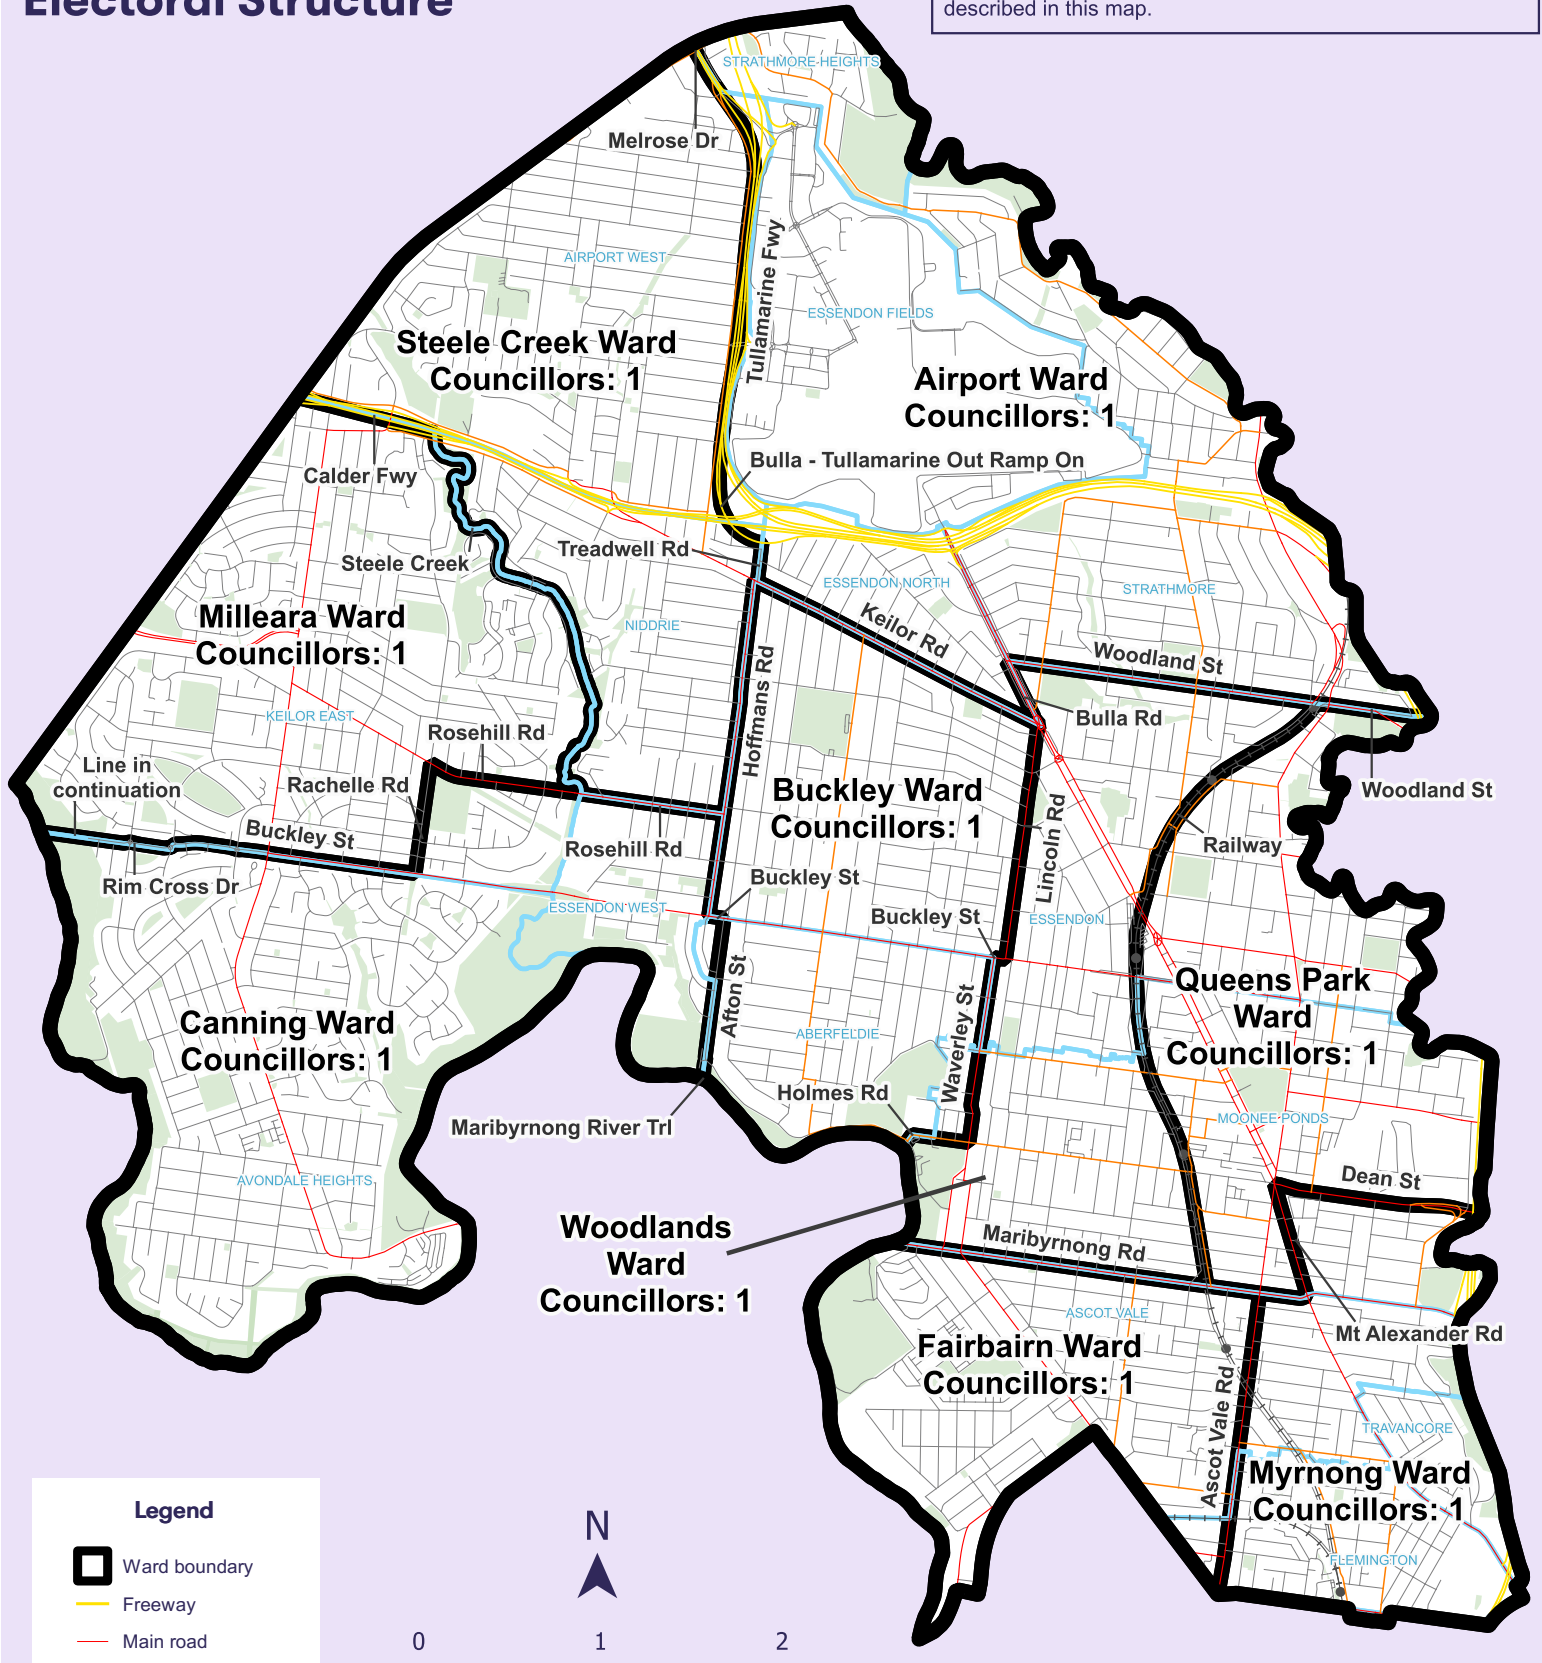 Electoral Structure
described in this map.
STRATHMORE HEIGHTS
Melrose Dr
Tullamarine Fwy
AIRPORT WEST
ESSENDON FIELDS
Steele Creek Ward
Councillors: 1
Airport Ward
Councillors: 1
Bulla - Tullamarine Out Ramp On
Calder Fwy
Treadwell Rd
Steele Creek
ESSENDON NORTH
STRATHMORE
Milleara Ward
Councillors: 1
NIDDRIE
Keilor Rd
Woodland St
Hoffmans Rd
KEILOR EAST
Bulla Rd
Rosehill Rd
Line in
continuation
Rachelle Rd
Buckley Ward
Councillors: 1
Woodland St
Buckley St
Rosehill Rd
Lincoln Rd
Railway
Rim Cross Dr
Buckley St
ESSENDON WEST
Buckley St
ESSENDON
Afton St
Queens Park
Ward
Councillors: 1
Canning Ward
Councillors: 1
ABERFELDIE
Waverley St
Holmes Rd
Maribyrnong River Trl
MOONEE PONDS
AVONDALE HEIGHTS
Dean St
Woodlands
Ward
Councillors: 1
Maribyrnong Rd
ASCOT VALE
Mt Alexander Rd
Fairbairn Ward
Councillors: 1
Ascot Vale Rd
TRAVANCORE
Myrnong Ward
Councillors: 1
FLEMINGTON
Legend
Ward boundary
Freeway
Main road
N
0 1 2